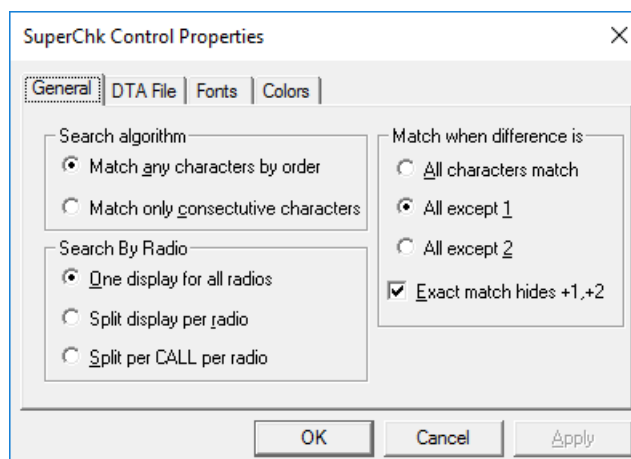 SuperChk Control Properties
General DTA File Fonts Colors
Search algorithm
Match any characters by order
Match only consectutive characters
Search By Radio
One display for all radios
Split display per radio
Split per CALL per radio
Match when difference is
All characters match
All except 1
All except 2
Exact match hides +1,+2
OK Cancel Apply